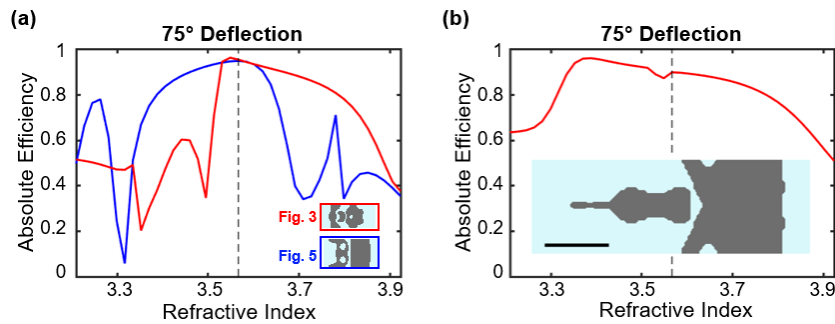 (a)
75° Deflection
Absolute Efficiency
1
0.8
0.6
0.4
0.2
0
Fig. 3
Fig. 5
3.3
3.5
3.7
3.9
Refractive Index
(b)
75° Deflection
Absolute Efficiency
1
0.8
0.6
0.4
0.2
0
3.3
3.5
3.7
3.9
Refractive Index